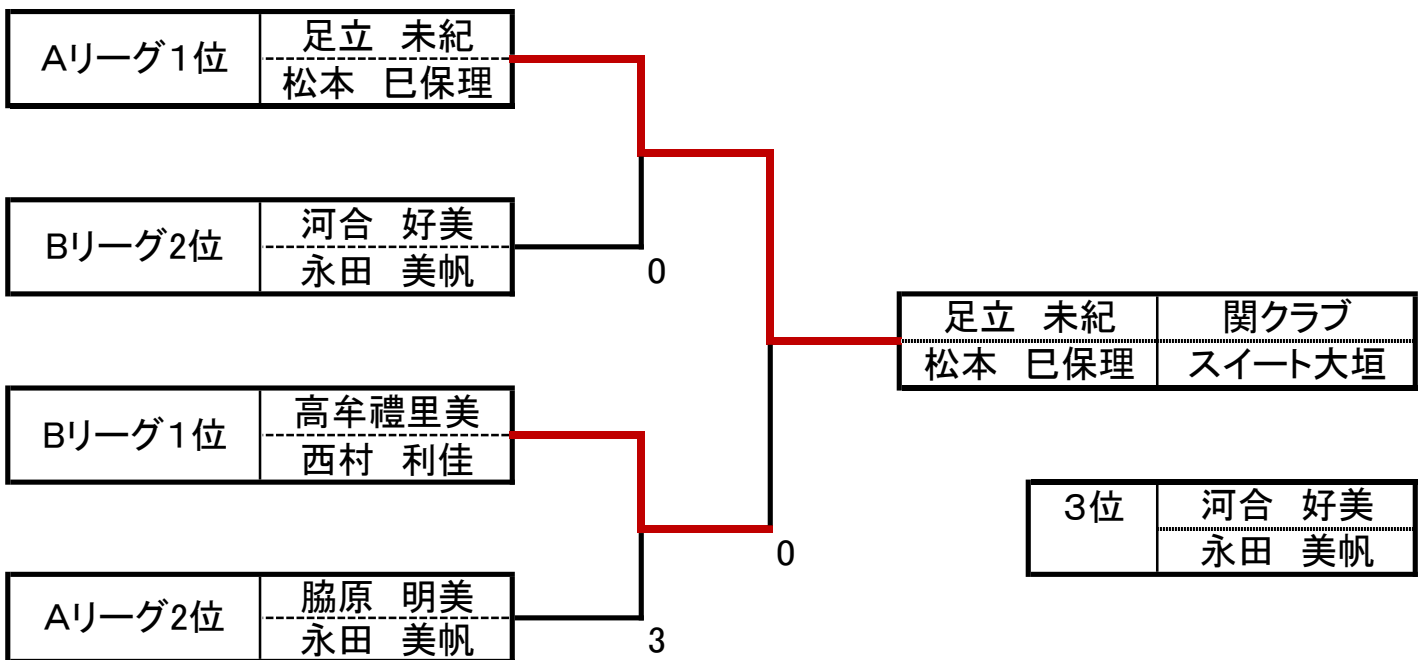 Aリーグ１位
足立　未紀
松本　巳保理
Bリーグ2位
河合　好美
永田　美帆
0
Bリーグ１位
高牟禮里美
西村　利佳
Aリーグ2位
脇原　明美
永田　美帆
3
0
足立　未紀　関クラブ
松本　巳保理　スイート大垣
３位
河合　好美
永田　美帆